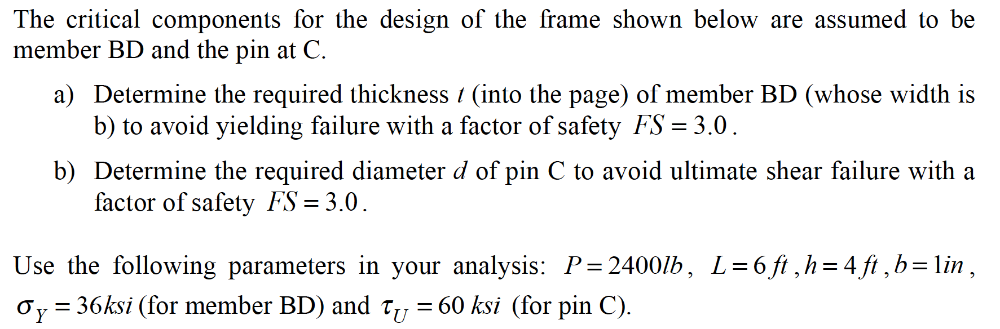 The critical components for the design of the frame shown below are assumed to be
member BD and the pin at C.
a) Determine the required thickness t (into the page) of member BD (whose width is
b) to avoid yielding failure with a factor of safety FS = 3.0.
b) Determine the required diameter d of pin C to avoid ultimate shear failure with a
factor of safety FS = 3.0.
Use the following parameters in your analysis: P = 2400lb, L = 6 ft, h = 4 ft, b = 1in,
σ_Y = 36ksi (for member BD) and τ_U = 60 ksi (for pin C).